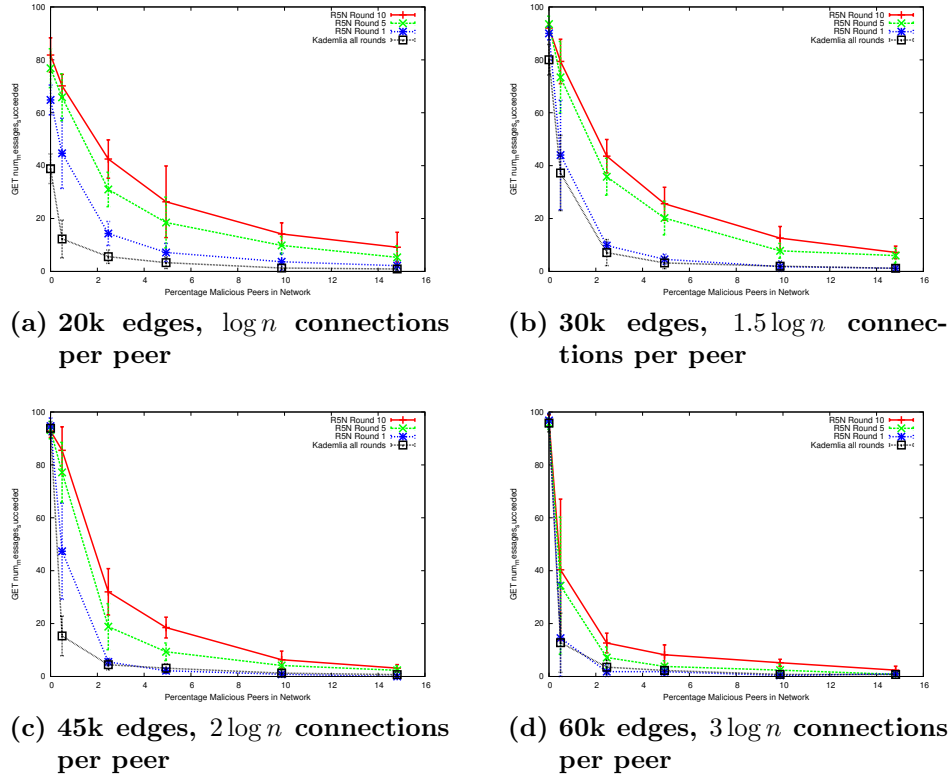 R5N Round 10
R5N Round 5
R5N Round 1
Kademlia all rounds
100
80
60
40
20
0
GET num_messages_succeeded
0 2 4 6 8 10 12 14 16
Percentage Malicious Peers in Network
(a) 20k edges, log n connections
per peer
R5N Round 10
R5N Round 5
R5N Round 1
Kademlia all rounds
100
80
60
40
20
0
GET num_messages_succeeded
0 2 4 6 8 10 12 14 16
Percentage Malicious Peers in Network
(b) 30k edges, 1.5 log n connec-
tions per peer
R5N Round 10
R5N Round 5
R5N Round 1
Kademlia all rounds
100
80
60
40
20
0
GET num_messages_succeeded
0 2 4 6 8 10 12 14 16
Percentage Malicious Peers in Network
(c) 45k edges, 2 log n connections
per peer
R5N Round 10
R5N Round 5
R5N Round 1
Kademlia all rounds
100
80
60
40
20
0
GET num_messages_succeeded
0 2 4 6 8 10 12 14 16
Percentage Malicious Peers in Network
(d) 60k edges, 3 log n connections
per peer